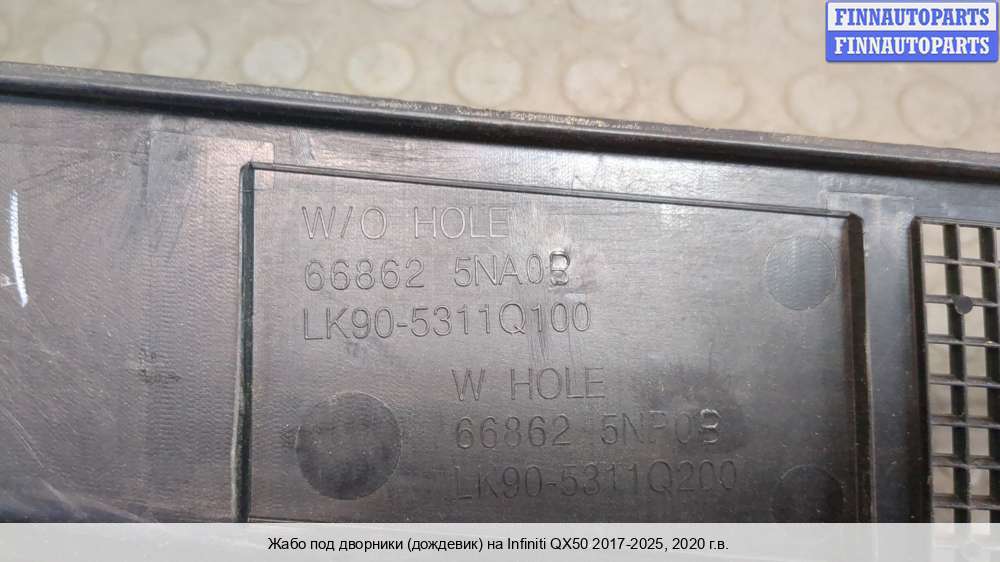 FINNAUTOPARTS
FINNAUTOPARTS
W/O HOLE
66862 5NA0B
LK90-5311Q100
W HOLE
66862 5NP0B
LK90-5311Q200
Жабо под дворники (дождевик) на Infiniti QX50 2017-2025, 2020 г.в.